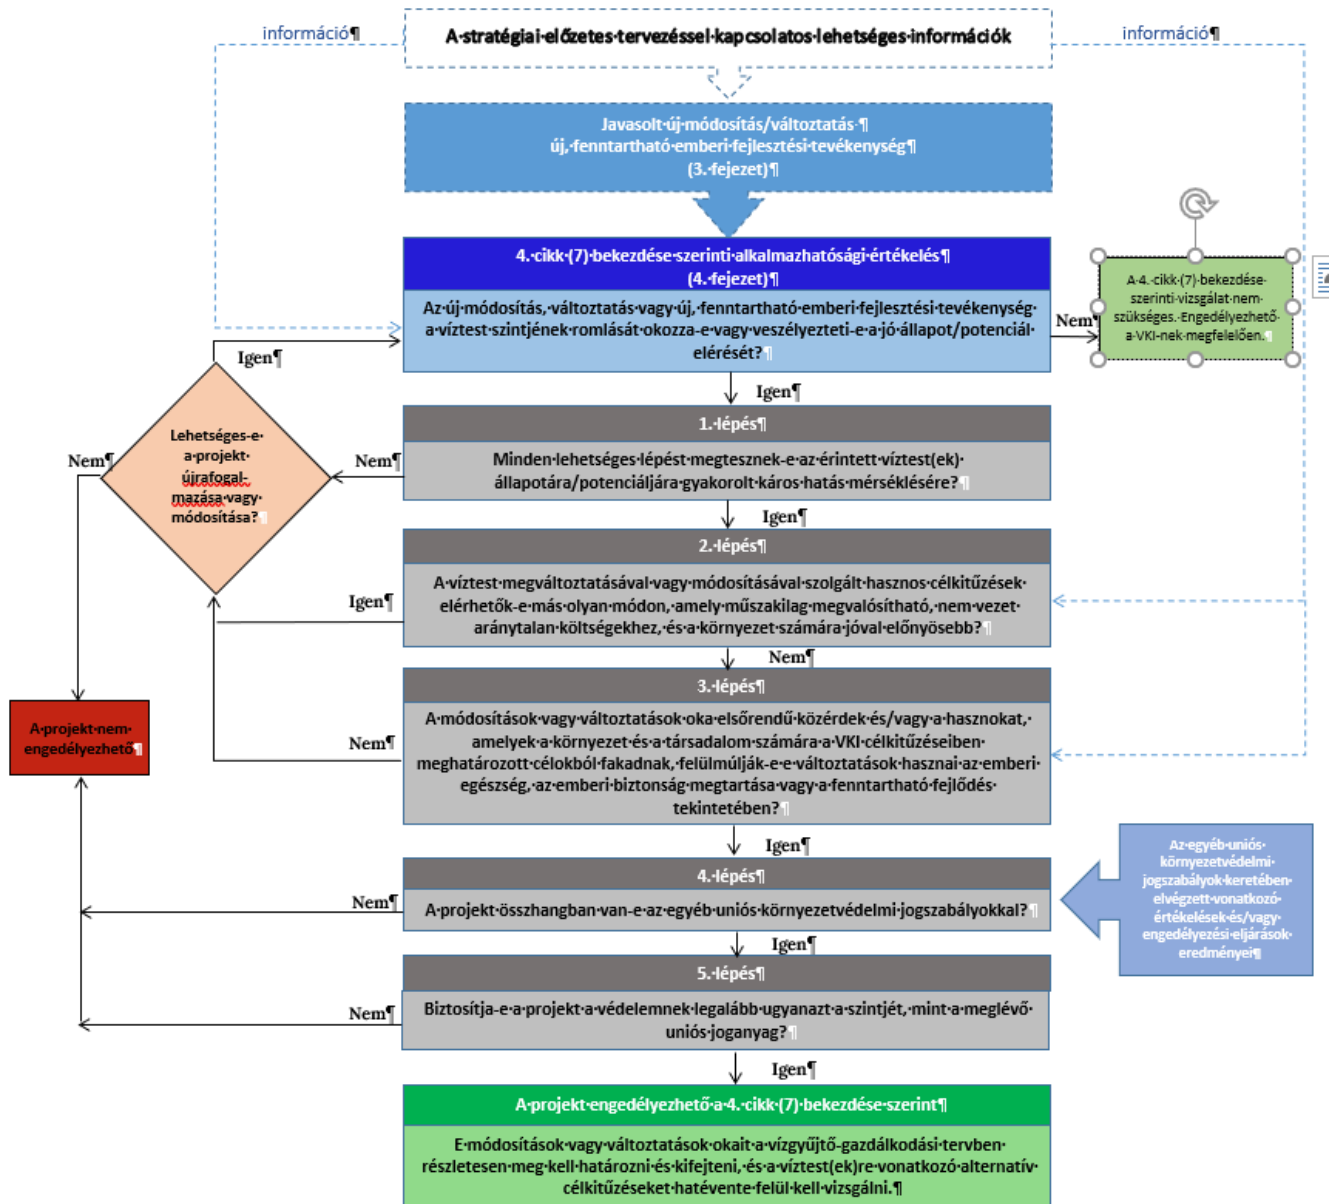 információ¶
A stratégiai előzetes tervezéssel kapcsolatos lehetséges információk
információ¶
Javasolt új módosítás/változtatás ¶
új, fenntartható emberi fejlesztési tevékenység¶
(3. fejezet)¶
4. cikk (7) bekezdése szerinti alkalmazhatósági értékelés¶
(4. fejezet)¶
Az új módosítás, változtatás vagy új, fenntartható emberi fejlesztési tevékenység
a víztest szintjének romlását okozza-e vagy veszélyezteti-e a jó állapot/potenciál
elérését?¶
Nem¶
A 4. cikk (7) bekezdése
szerinti vizsgálat nem
szükséges. Engedélyezhető
a VKI-nek megfelelően.¶
Igen¶
Igen¶
1. lépés¶
Minden lehetséges lépést megtesznek-e az érintett víztest(ek)
állapotára/potenciáljára gyakorolt káros hatás mérséklésére?¶
Nem¶
Lehetséges-e
a projekt
újrafogal-
mazása vagy
módosítása?¶
Nem¶
Igen¶
2. lépés¶
A víztest megváltoztatásával vagy módosításával szolgált hasznos célkitűzések
elérhetők-e más olyan módon, amely műszakilag megvalósítható, nem vezet
aránytalan költségekhez, és a környezet számára jóval előnyösebb?¶
Igen¶
Nem¶
3. lépés¶
A módosítások vagy változtatások oka elsőrendű közérdek és/vagy a hasznokat,
amelyek a környezet és a társadalom számára a VKI célkitűzéseiben
meghatározott célokból fakadnak, felülmúlják-e e változtatások hasznai az emberi
egészség, az emberi biztonság megtartása vagy a fenntartható fejlődés
tekintetében?¶
Nem¶
A projekt nem
engedélyezhető¶
Igen¶
4. lépés¶
A projekt összhangban van-e az egyéb uniós környezetvédelmi jogszabályokkal?¶
Nem¶
Az egyéb uniós
környezetvédelmi
jogszabályok keretében
elvégzett vonatkozó
értékelések és/vagy
engedélyezési eljárások
eredményei¶
Igen¶
5. lépés¶
Biztosítja-e a projekt a védelemnek legalább ugyanazt a szintjét, mint a meglévő
uniós joganyag?¶
Nem¶
Igen¶
A projekt engedélyezhető a 4. cikk (7) bekezdése szerint¶
E módosítások vagy változtatások okait a vízgyűjtő-gazdálkodási tervben
részletesen meg kell határozni és kifejteni, és a víztest(ek)re vonatkozó alternatív
célkitűzéseket hatévente felül kell vizsgálni.¶